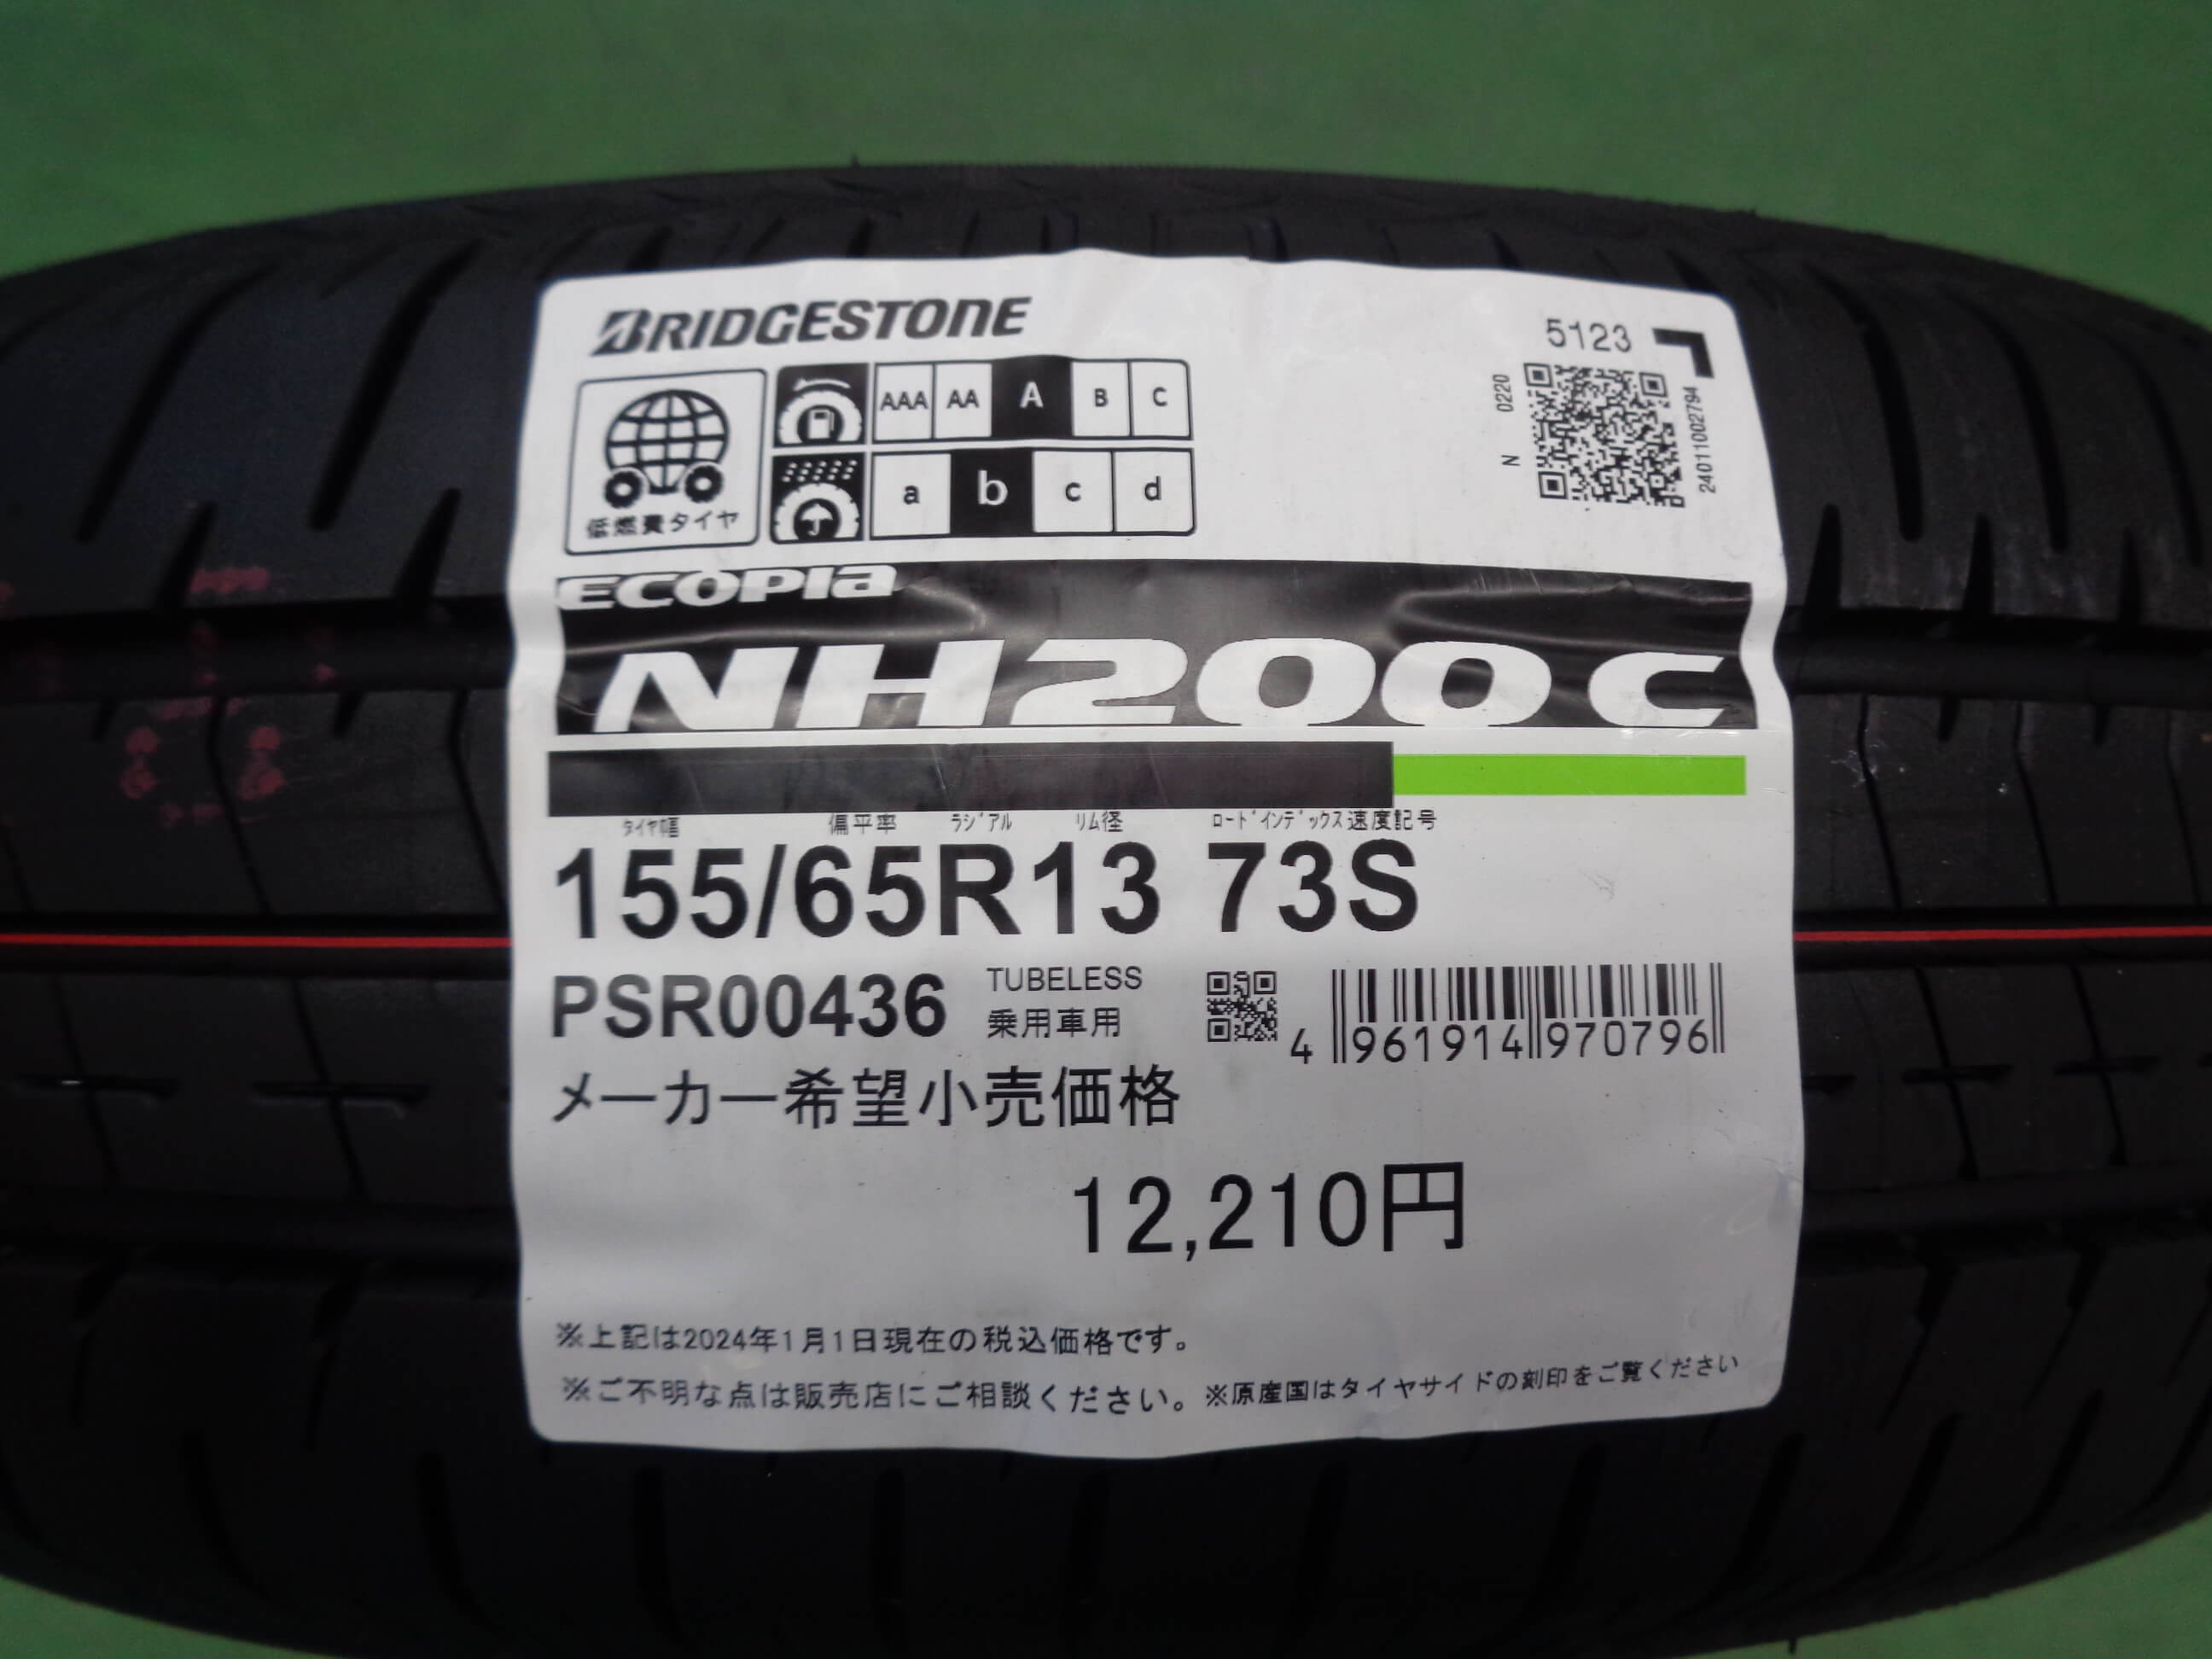 BRIDGESTONE
5123
N 0220
24011002794
AAA AA A B C
a b c d
低燃費タイヤ
ECOPIA
NH200 C
タイヤ幅 偏平率 ラジアル リム径 ロードインデックス 速度記号
155/65R13 73S
PSR00436 TUBELESS
乗用車用
4 961914 970796
メーカー希望小売価格
12,210円
※上記は2024年1月1日現在の税込価格です。
※ご不明な点は販売店にご相談ください。※原産国はタイヤサイドの刻印をご覧ください